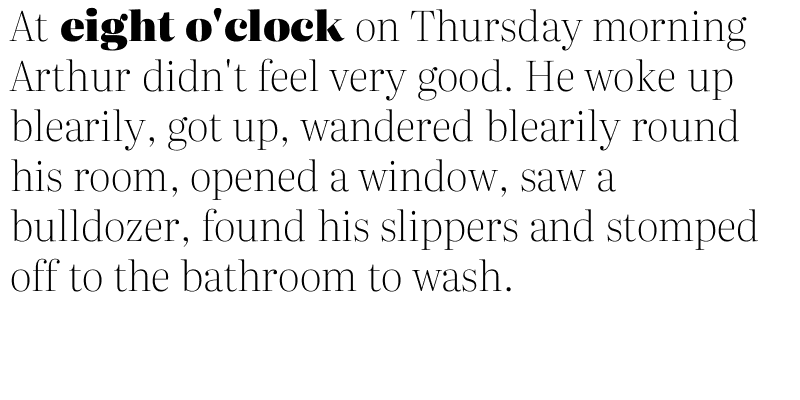 At eight o'clock on Thursday morning
Arthur didn't feel very good. He woke up
blearily, got up, wandered blearily round
his room, opened a window, saw a
bulldozer, found his slippers and stomped
off to the bathroom to wash.